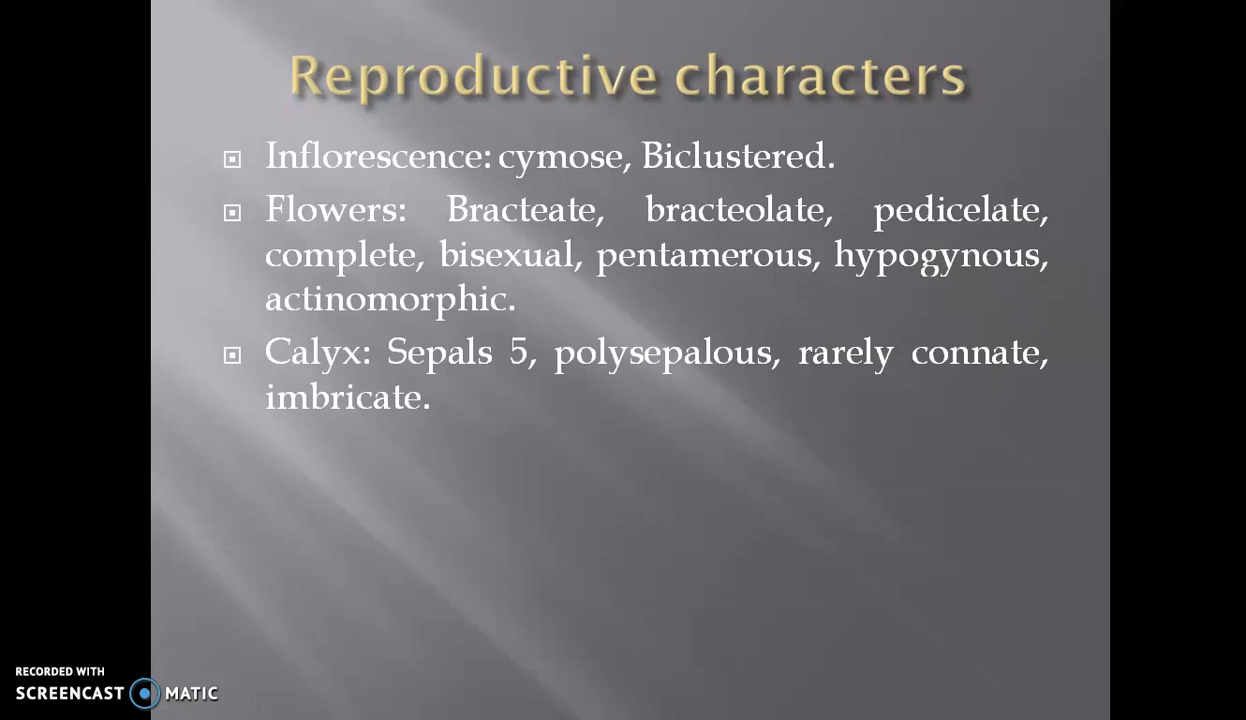 Reproductive characters
Inflorescence: cymose, Biclustered.
Flowers: Bracteate, bracteolate, pedicelate,
complete, bisexual, pentamerous, hypogynous,
actinomorphic.
Calyx: Sepals 5, polysepalous, rarely connate,
imbricate.
RECORDED WITH
SCREENCAST MATIC